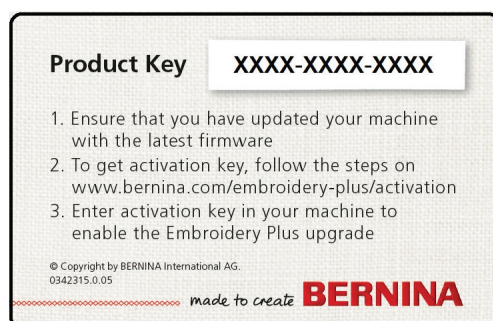 Product Key XXXX-XXXX-XXXX
1. Ensure that you have updated your machine
with the latest firmware
2. To get activation key, follow the steps on
www.bernina.com/embroidery-plus/activation
3. Enter activation key in your machine to
enable the Embroidery Plus upgrade
© Copyright by BERNINA International AG.
0342315.0.05
made to create BERNINA